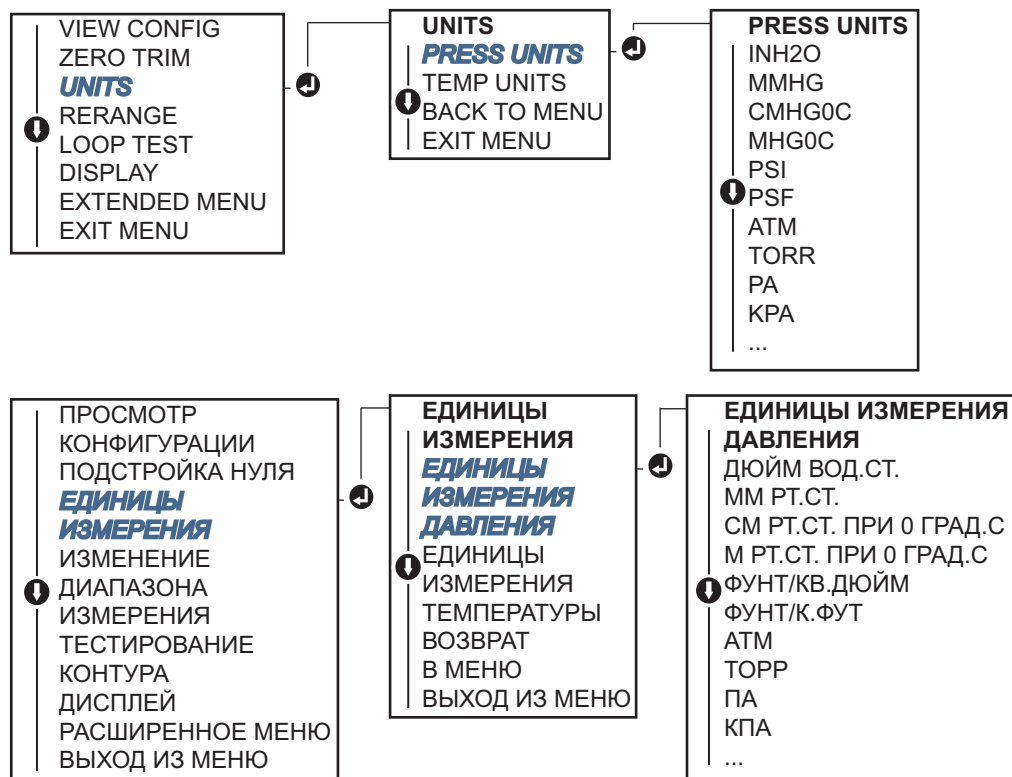 VIEW CONFIG
ZERO TRIM
UNITS
RERANGE
LOOP TEST
DISPLAY
EXTENDED MENU
EXIT MENU
UNITS
PRESS UNITS
TEMP UNITS
BACK TO MENU
EXIT MENU
PRESS UNITS
INH2O
MMHG
CMHG0C
MHG0C
PSI
PSF
ATM
TORR
PA
KPA
...
ПРОСМОТР
КОНФИГУРАЦИИ
ПОДСТРОЙКА НУЛЯ
ЕДИНИЦЫ
ИЗМЕРЕНИЯ
ИЗМЕНЕНИЕ
ДИАПАЗОНА
ИЗМЕРЕНИЯ
ТЕСТИРОВАНИЕ
КОНТУРА
ДИСПЛЕЙ
РАСШИРЕННОЕ МЕНЮ
ВЫХОД ИЗ МЕНЮ
ЕДИНИЦЫ
ИЗМЕРЕНИЯ
ЕДИНИЦЫ
ИЗМЕРЕНИЯ
ДАВЛЕНИЯ
ЕДИНИЦЫ
ИЗМЕРЕНИЯ
ТЕМПЕРАТУРЫ
ВОЗВРАТ
В МЕНЮ
ВЫХОД ИЗ МЕНЮ
ЕДИНИЦЫ ИЗМЕРЕНИЯ
ДАВЛЕНИЯ
ДЮЙМ ВОД.СТ.
ММ РТ.СТ.
СМ РТ.СТ. ПРИ 0 ГРАД.С
М РТ.СТ. ПРИ 0 ГРАД.С
ФУНТ/КВ.ДЮЙМ
ФУНТ/К.ФУТ
АТМ
ТОРР
ПА
КПА
...